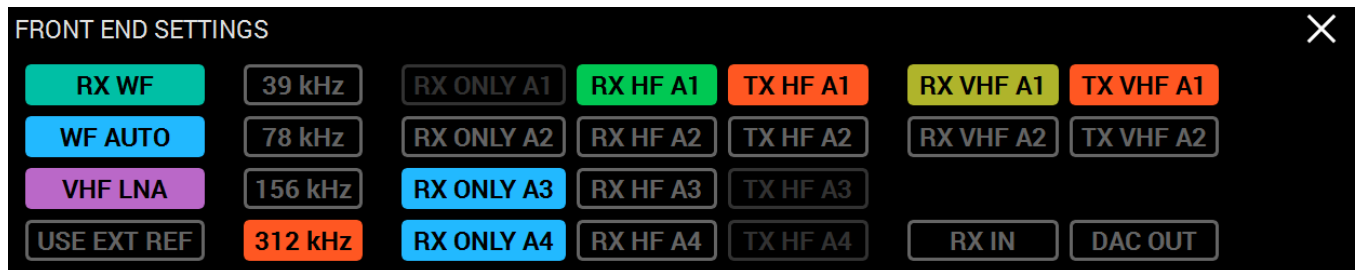 FRONT END SETTINGS
RX WF 39 kHz RX ONLY A1 RX HF A1 TX HF A1 RX VHF A1 TX VHF A1
WF AUTO 78 kHz RX ONLY A2 RX HF A2 TX HF A2 RX VHF A2 TX VHF A2
VHF LNA 156 kHz RX ONLY A3 RX HF A3 TX HF A3
USE EXT REF 312 kHz RX ONLY A4 RX HF A4 TX HF A4 RX IN DAC OUT